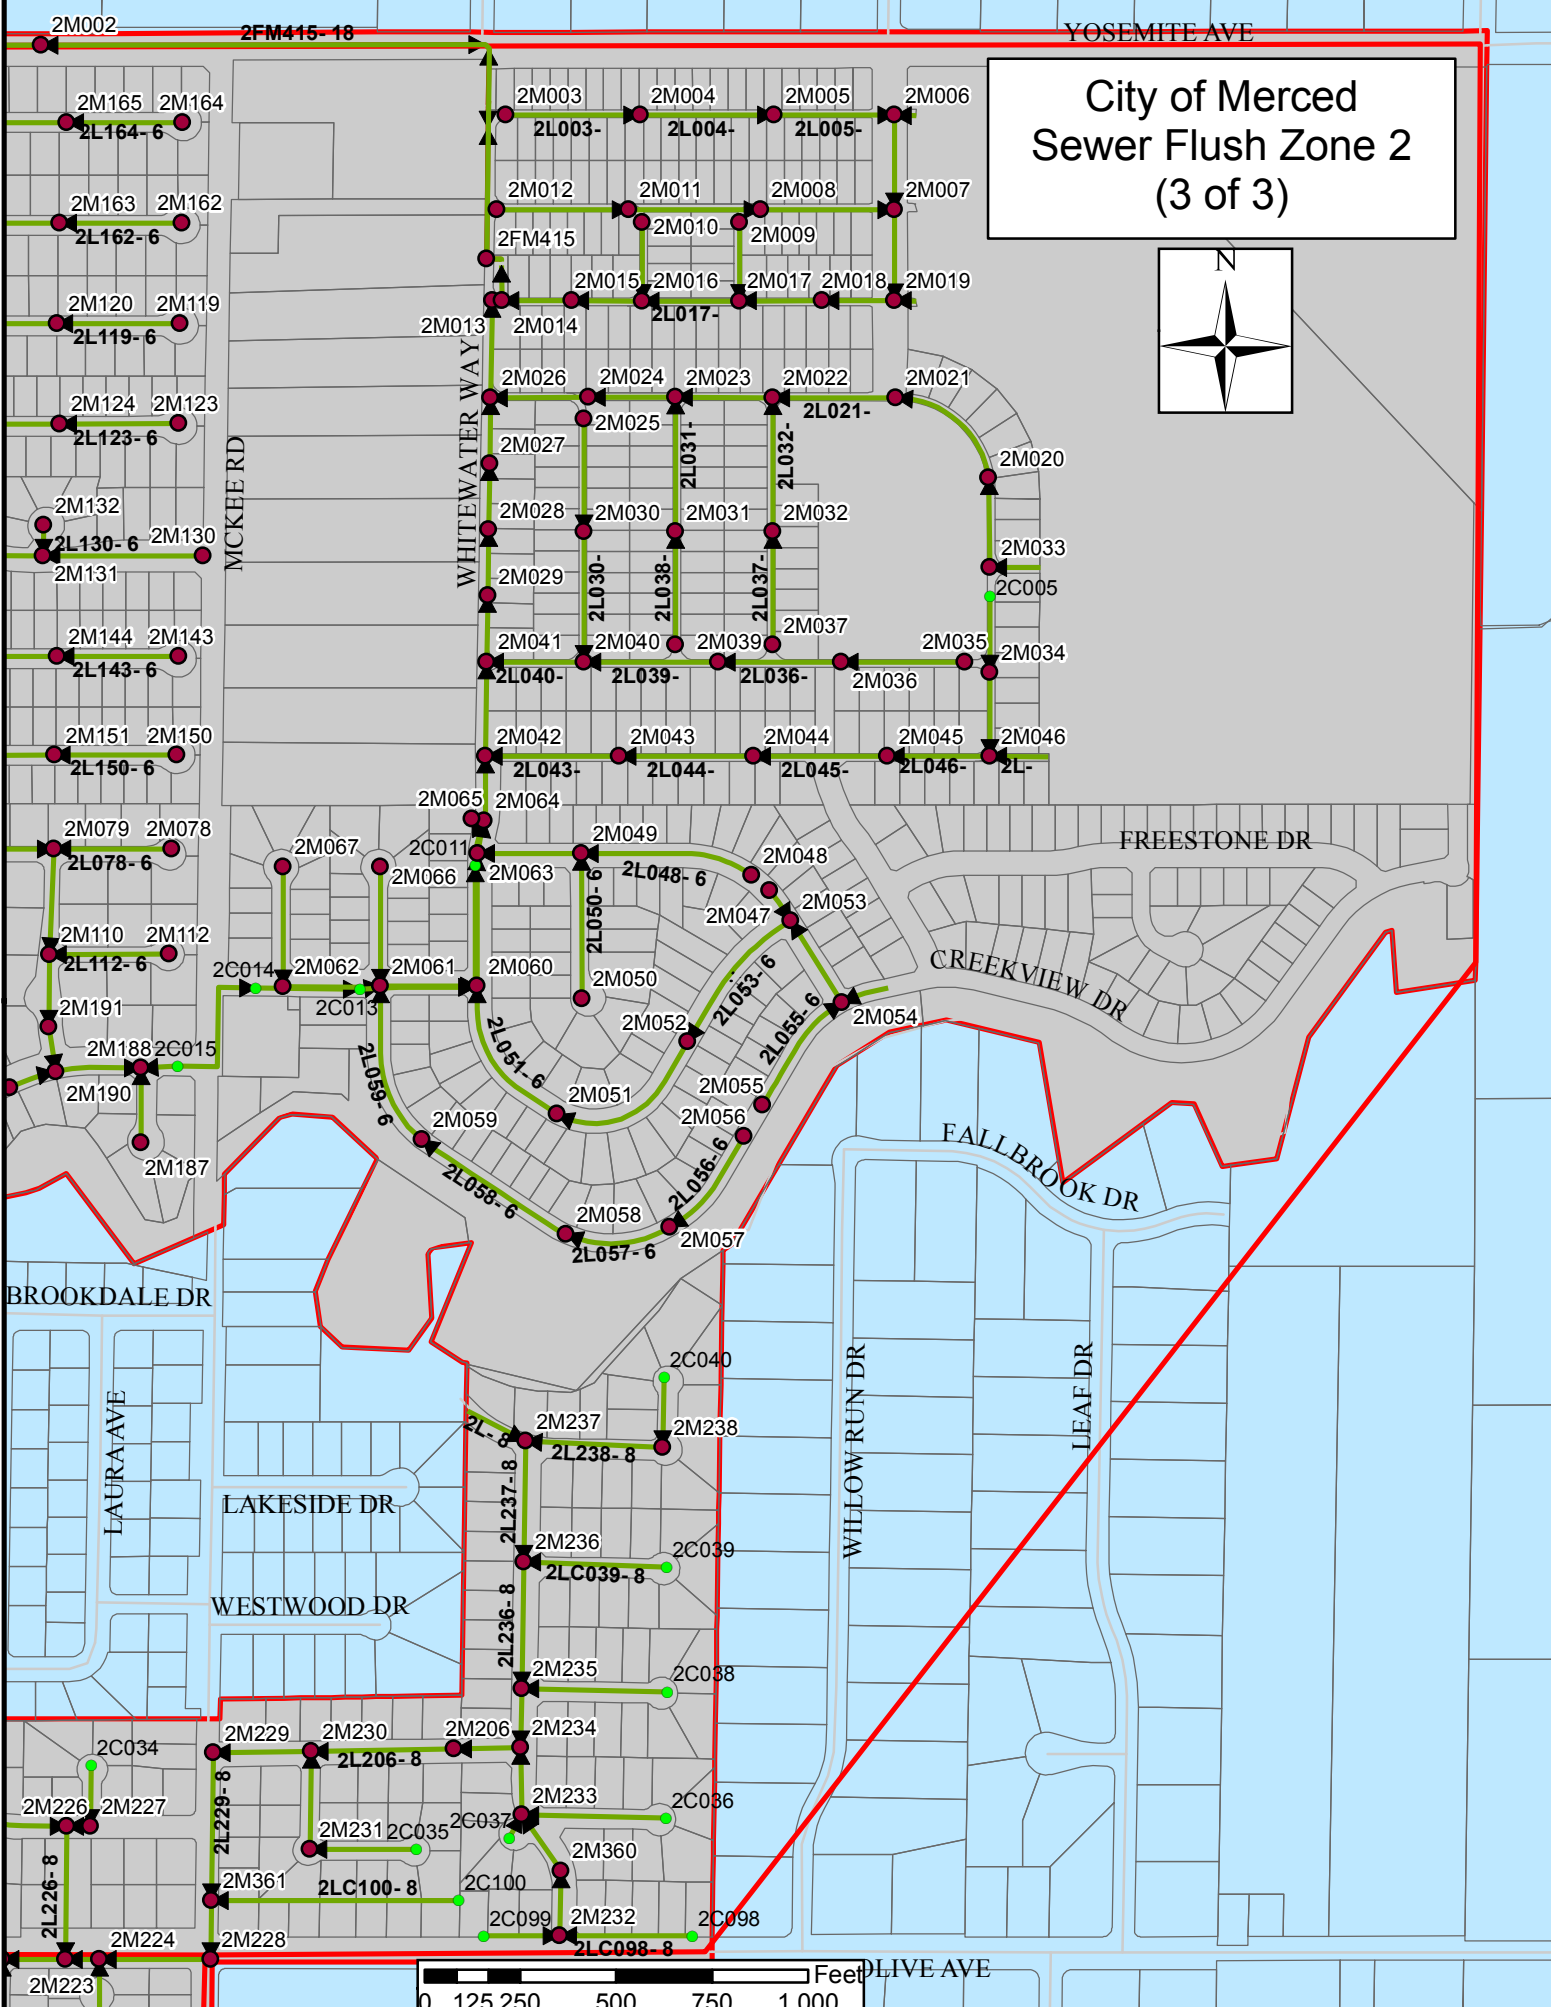 2M002
2FM415- 18
YOSEMITE AVE
City of Merced
Sewer Flush Zone 2
(3 of 3)
N
2M165
2M164
2L164- 6
2M003
2M004
2M005
2M006
2L003-
2L004-
2L005-
2M163
2M162
2L162- 6
2M012
2M011
2M008
2M007
2M010
2M009
2FM415
2M120
2M119
2L119- 6
2M015
2M016
2M017
2M018
2M019
2L017-
2M013
2M014
2M124
2M123
2L123- 6
MCKEE RD
WHITEWATER WAY
2M026
2M024
2M023
2M022
2M021
2L021-
2M025
2L031-
2L032-
2M027
2M020
2M132
2M130
2L130- 6
2M131
2M028
2M030
2M031
2M032
2M033
2C005
2M029
2L030-
2L038-
2L037-
2M144
2M143
2L143- 6
2M041
2M040
2M039
2M037
2M035
2M034
2M036
2L040-
2L039-
2L036-
2M151
2M150
2L150- 6
2M042
2M043
2M044
2M045
2M046
2L043-
2L044-
2L045-
2L046-
2L-
2M065
2M064
2M079
2M078
2L078- 6
2M067
2C011
2M066
2M063
2M049
2L048- 6
2M048
FREESTONE DR
2L050- 6
2M047
2M053
2M110
2M112
2L112- 6
2C014
2M062
2M061
2M060
2C013
2M050
2L053- 6
CREEKVIEW DR
2M191
2M188
2C015
2M190
2L059- 6
2L051- 6
2M052
2L055- 6
2M054
2M051
2M055
2M056
2M059
2M187
2L058- 6
2L056- 6
2M058
2M057
2L057- 6
FALLBROOK DR
BROOKDALE DR
LAURA AVE
LAKESIDE DR
WESTWOOD DR
WILLOW RUN DR
LEAF DR
2C040
2L- 8
2M237
2M238
2L238- 8
2L237- 8
2M236
2C039
2LC039- 8
2L236- 8
2M235
2C038
2M229
2M230
2M206
2M234
2L206- 8
2C034
2M226
2M227
2L229- 8
2M233
2C036
2C037
2M231
2C035
2M360
2L226- 8
2M361
2LC100- 8
2C100
2C099
2M232
2C098
2LC098- 8
2M224
2M228
2M223
OLIVE AVE
Feet
0 125 250 500 750 1,000